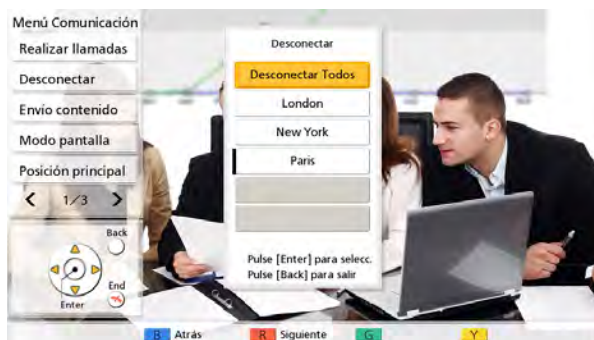 Menú Comunicación
Realizar llamadas
Desconectar
Envío contenido
Modo pantalla
Posición principal
1/3
Back
End
Enter
Desconectar
Desconectar Todos
London
New York
Paris
Pulse [Enter] para selecc.
Pulse [Back] para salir
B Atrás R Siguiente G Y